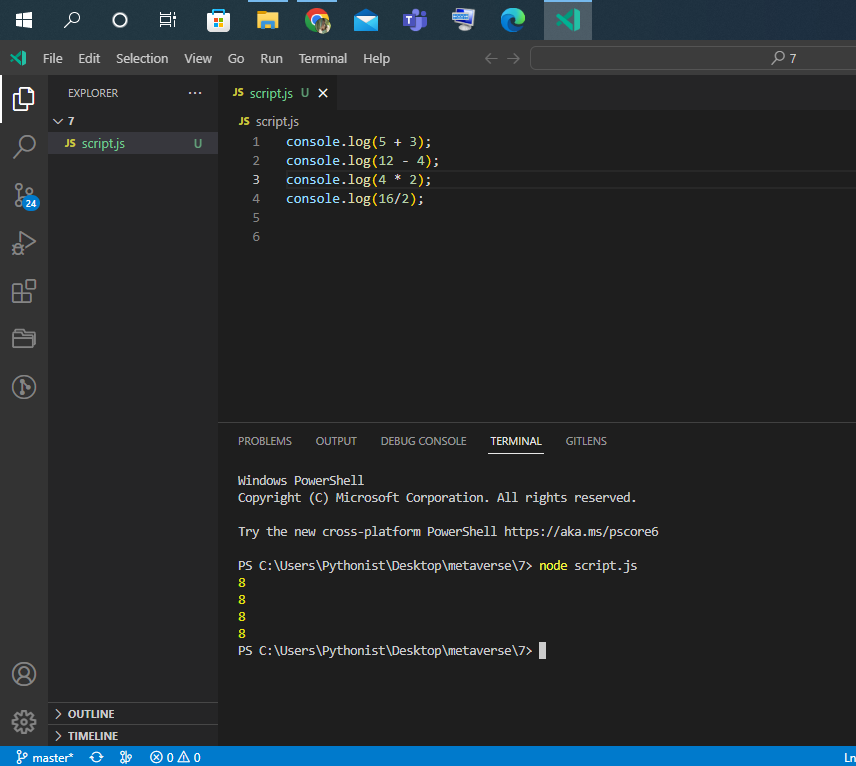 File Edit Selection View Go Run Terminal Help 7
EXPLORER
JS script.js U
7
JS script.js U
JS script.js
1 console.log(5 + 3);
2 console.log(12 - 4);
3 console.log(4 * 2);
4 console.log(16/2);
5
6
24
PROBLEMS OUTPUT DEBUG CONSOLE TERMINAL GITLENS
Windows PowerShell
Copyright (C) Microsoft Corporation. All rights reserved.
Try the new cross-platform PowerShell https://aka.ms/pscore6
PS C:\Users\Pythonist\Desktop\metaverse\7> node script.js
8
8
8
8
PS C:\Users\Pythonist\Desktop\metaverse\7>
OUTLINE
TIMELINE
master* 0 0 Ln